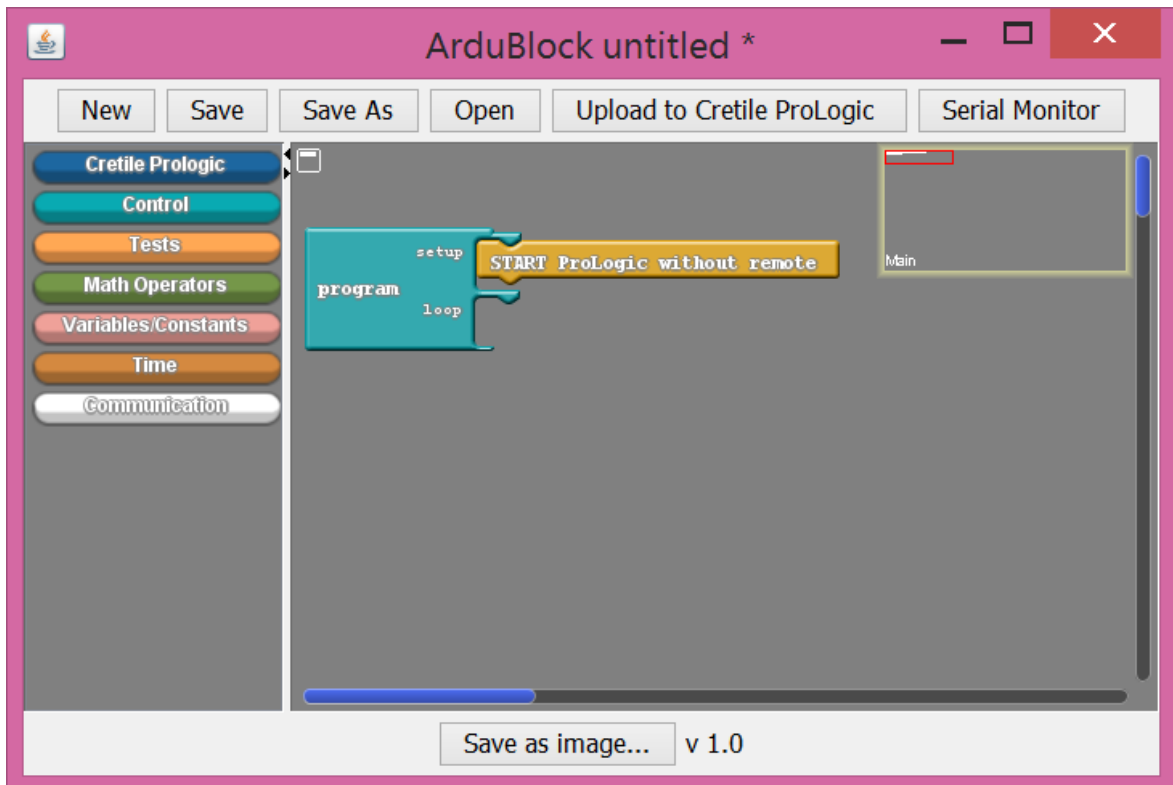 ArduBlock untitled *
New Save Save As Open Upload to Cretile ProLogic Serial Monitor
Cretile Prologic
Control
Tests
Math Operators
Variables/Constants
Time
Communication
program
setup
START ProLogic without remote
loop
Main
Save as image... v 1.0